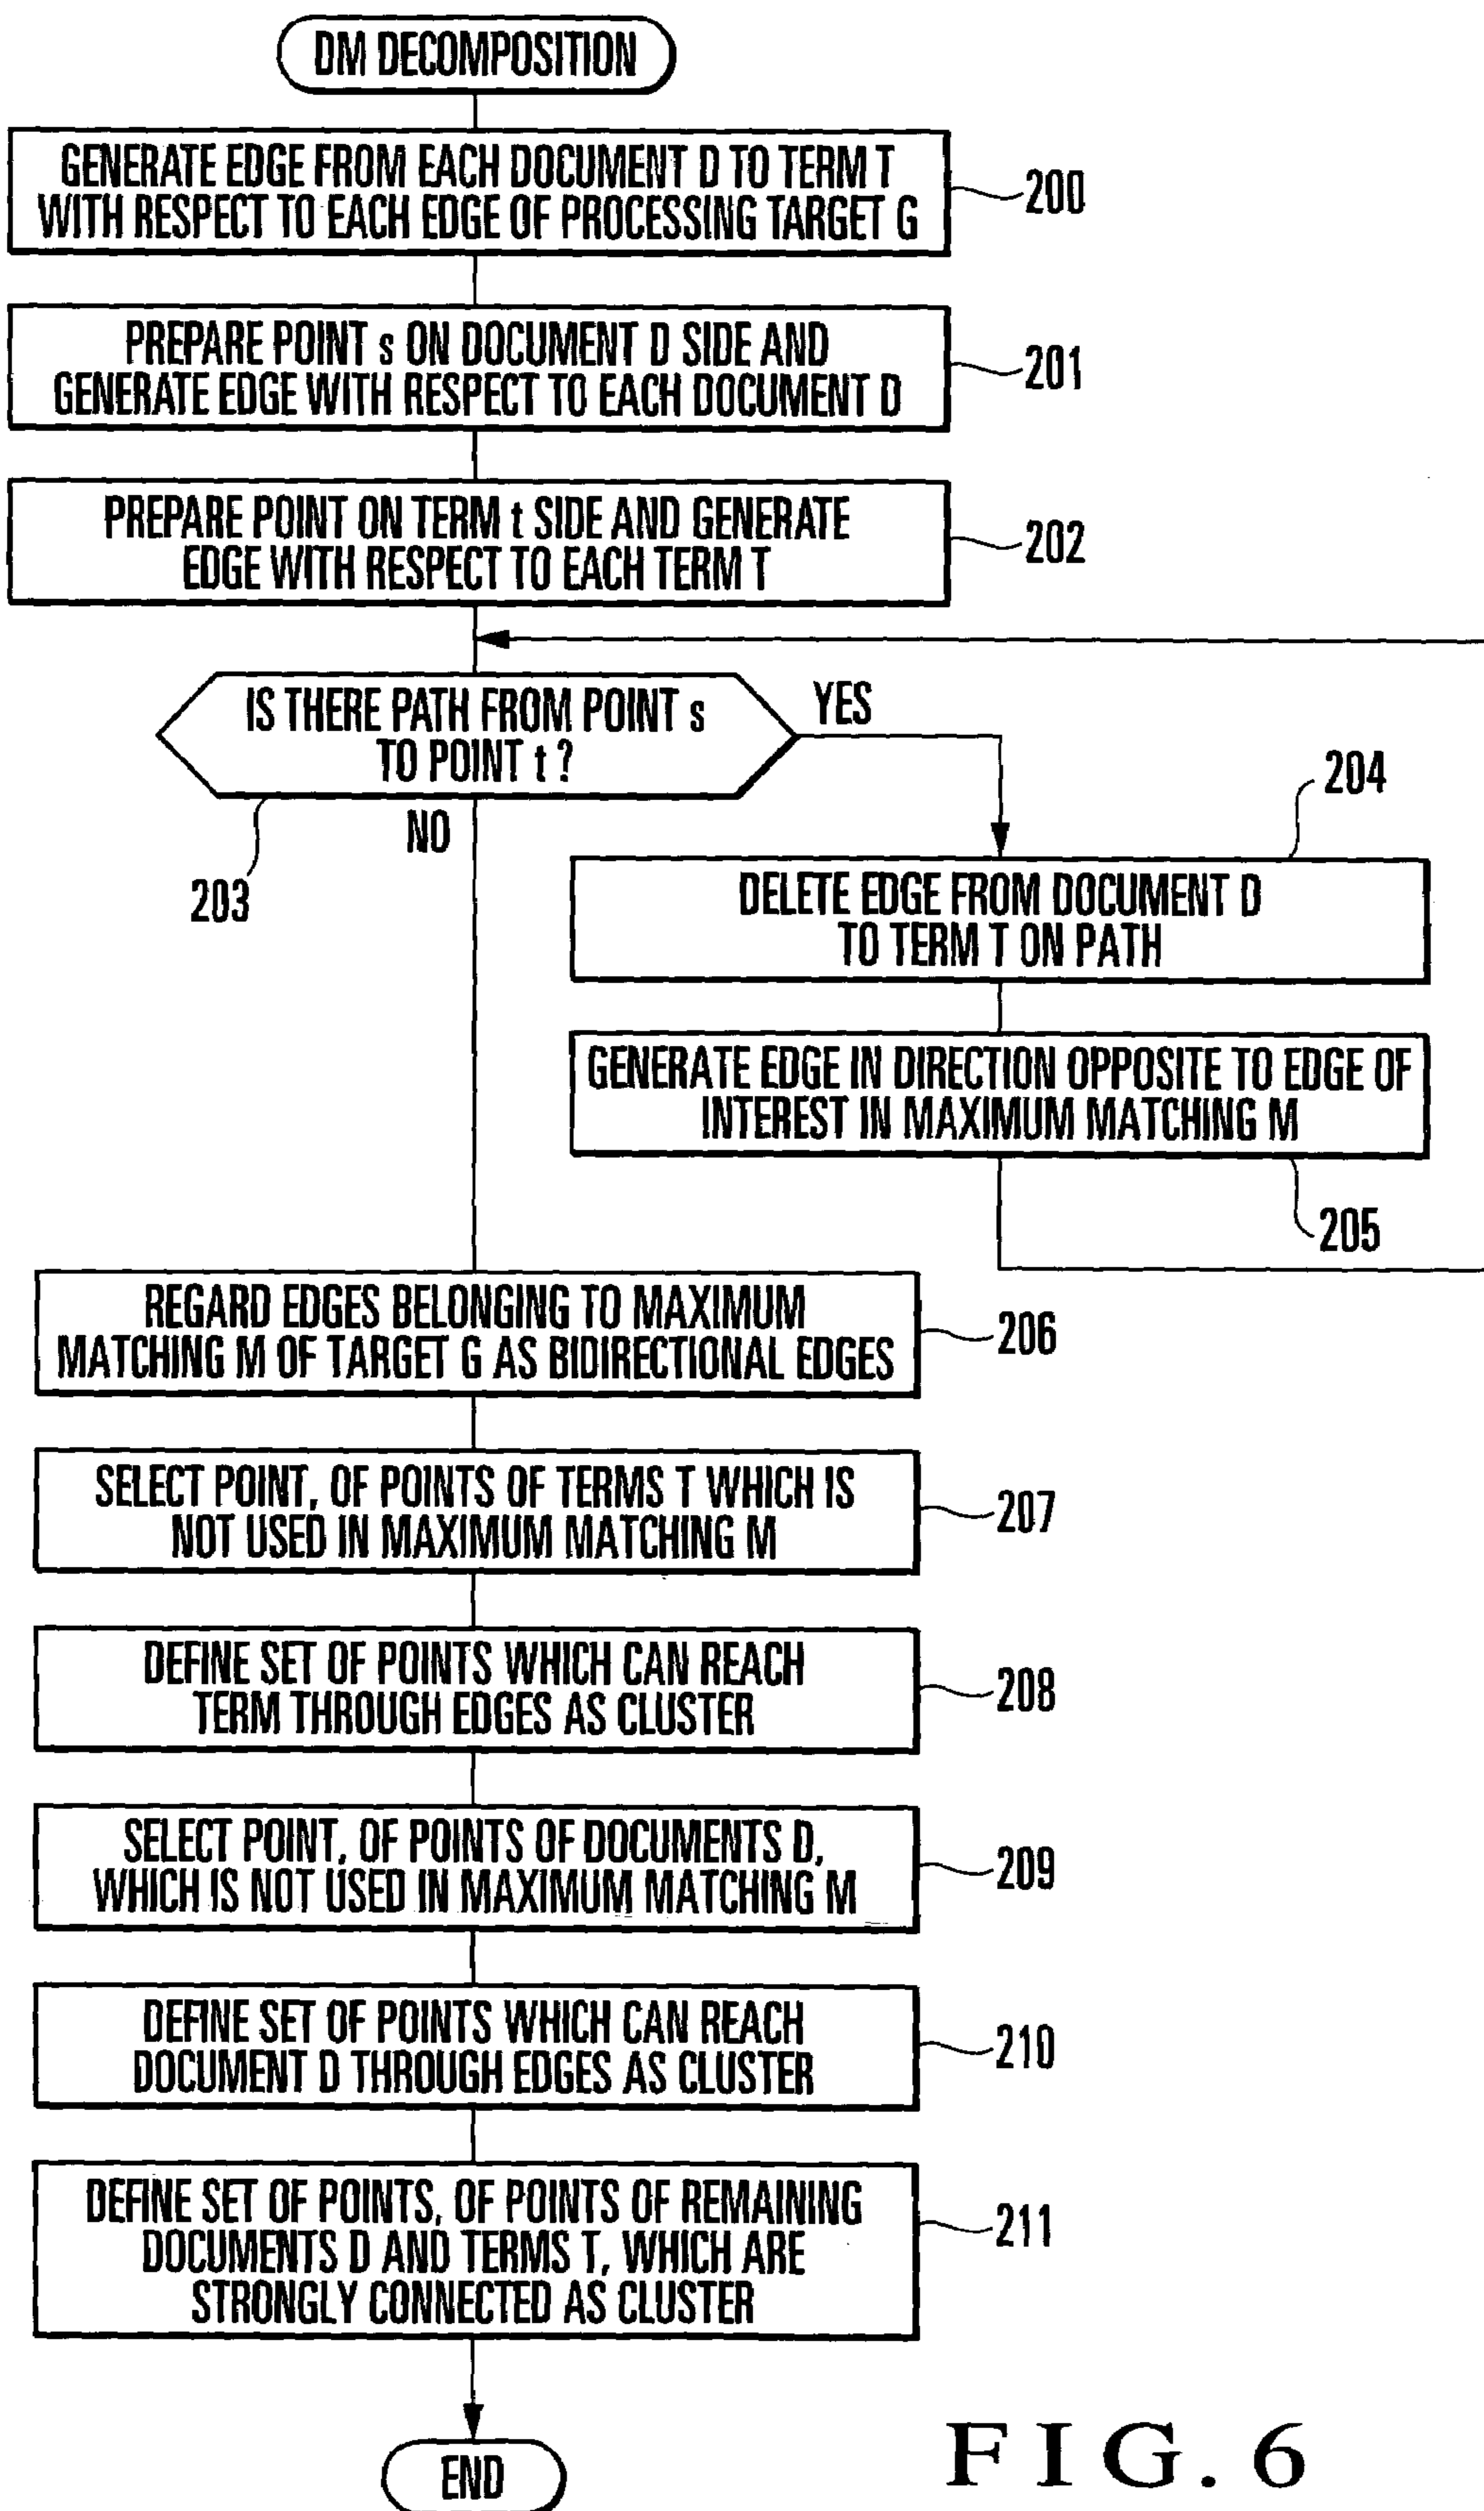 DM DECOMPOSITION
GENERATE EDGE FROM EACH DOCUMENT D TO TERM T
WITH RESPECT TO EACH EDGE OF PROCESSING TARGET G
200
PREPARE POINT s ON DOCUMENT D SIDE AND
GENERATE EDGE WITH RESPECT TO EACH DOCUMENT D
201
PREPARE POINT ON TERM t SIDE AND GENERATE
EDGE WITH RESPECT TO EACH TERM T
202
IS THERE PATH FROM POINT s
TO POINT t ?
YES
NO
203
204
DELETE EDGE FROM DOCUMENT D
TO TERM T ON PATH
GENERATE EDGE IN DIRECTION OPPOSITE TO EDGE OF
INTEREST IN MAXIMUM MATCHING M
205
REGARD EDGES BELONGING TO MAXIMUM
MATCHING M OF TARGET G AS BIDIRECTIONAL EDGES
206
SELECT POINT, OF POINTS OF TERMS T WHICH IS
NOT USED IN MAXIMUM MATCHING M
207
DEFINE SET OF POINTS WHICH CAN REACH
TERM THROUGH EDGES AS CLUSTER
208
SELECT POINT, OF POINTS OF DOCUMENTS D,
WHICH IS NOT USED IN MAXIMUM MATCHING M
209
DEFINE SET OF POINTS WHICH CAN REACH
DOCUMENT D THROUGH EDGES AS CLUSTER
210
DEFINE SET OF POINTS, OF POINTS OF REMAINING
DOCUMENTS D AND TERMS T, WHICH ARE
STRONGLY CONNECTED AS CLUSTER
211
END
FIG. 6